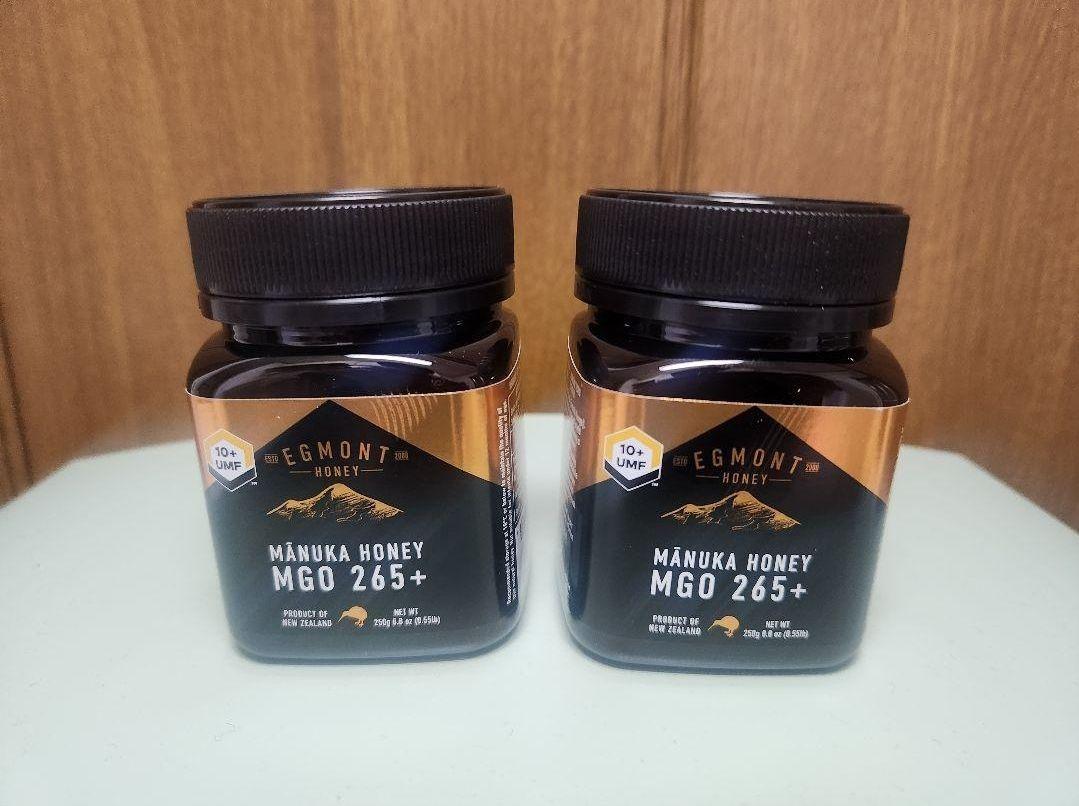 10+
UMF
ESTD EGMONT 2000
HONEY
MĀNUKA HONEY
MGO 265+
PRODUCT OF
NEW ZEALAND
NET WT
250g 8.8 oz (0.55lb)
10+
UMF
ESTD EGMONT 2000
HONEY
MĀNUKA HONEY
MGO 265+
PRODUCT OF
NEW ZEALAND
NET WT
250g 8.8 oz (0.55lb)